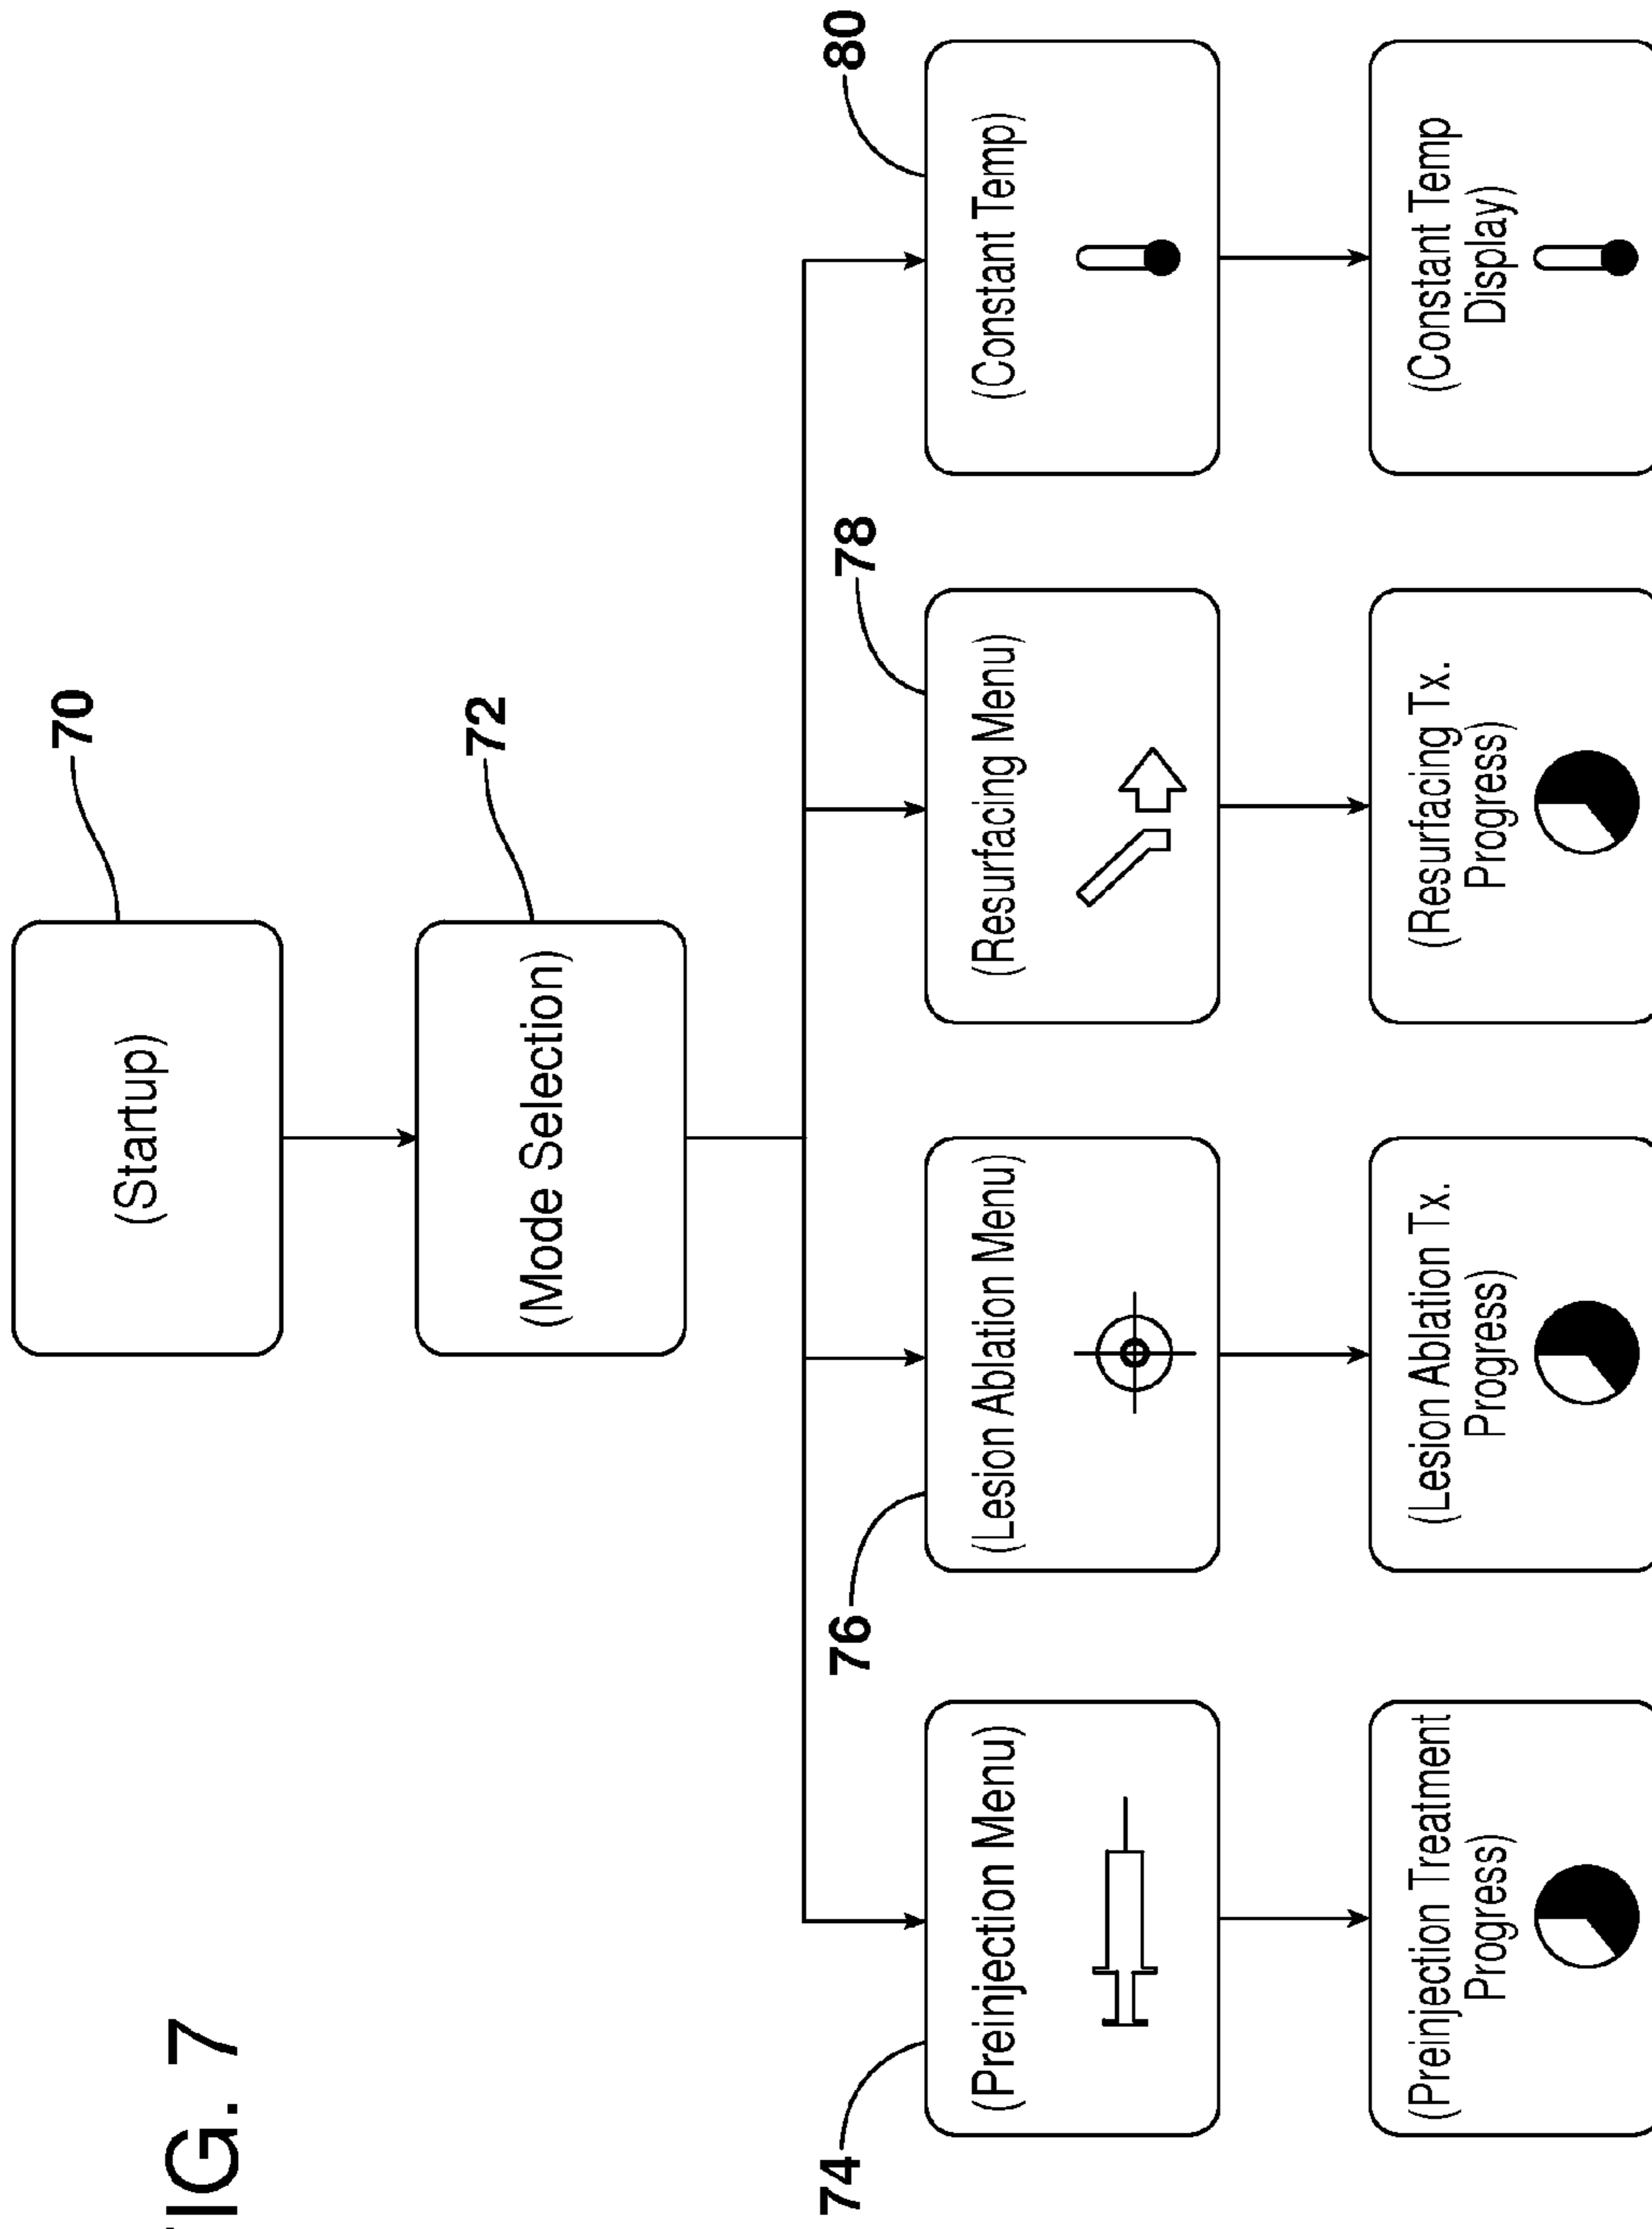 FIG. 7
70
(Startup)
72
(Mode Selection)
74
(Preinjection Menu)
76
(Lesion Ablation Menu)
78
(Resurfacing Menu)
80
(Constant Temp)
(Preinjection Treatment
Progress)
(Lesion Ablation Tx.
Progress)
(Resurfacing Tx.
Progress)
(Constant Temp
Display)